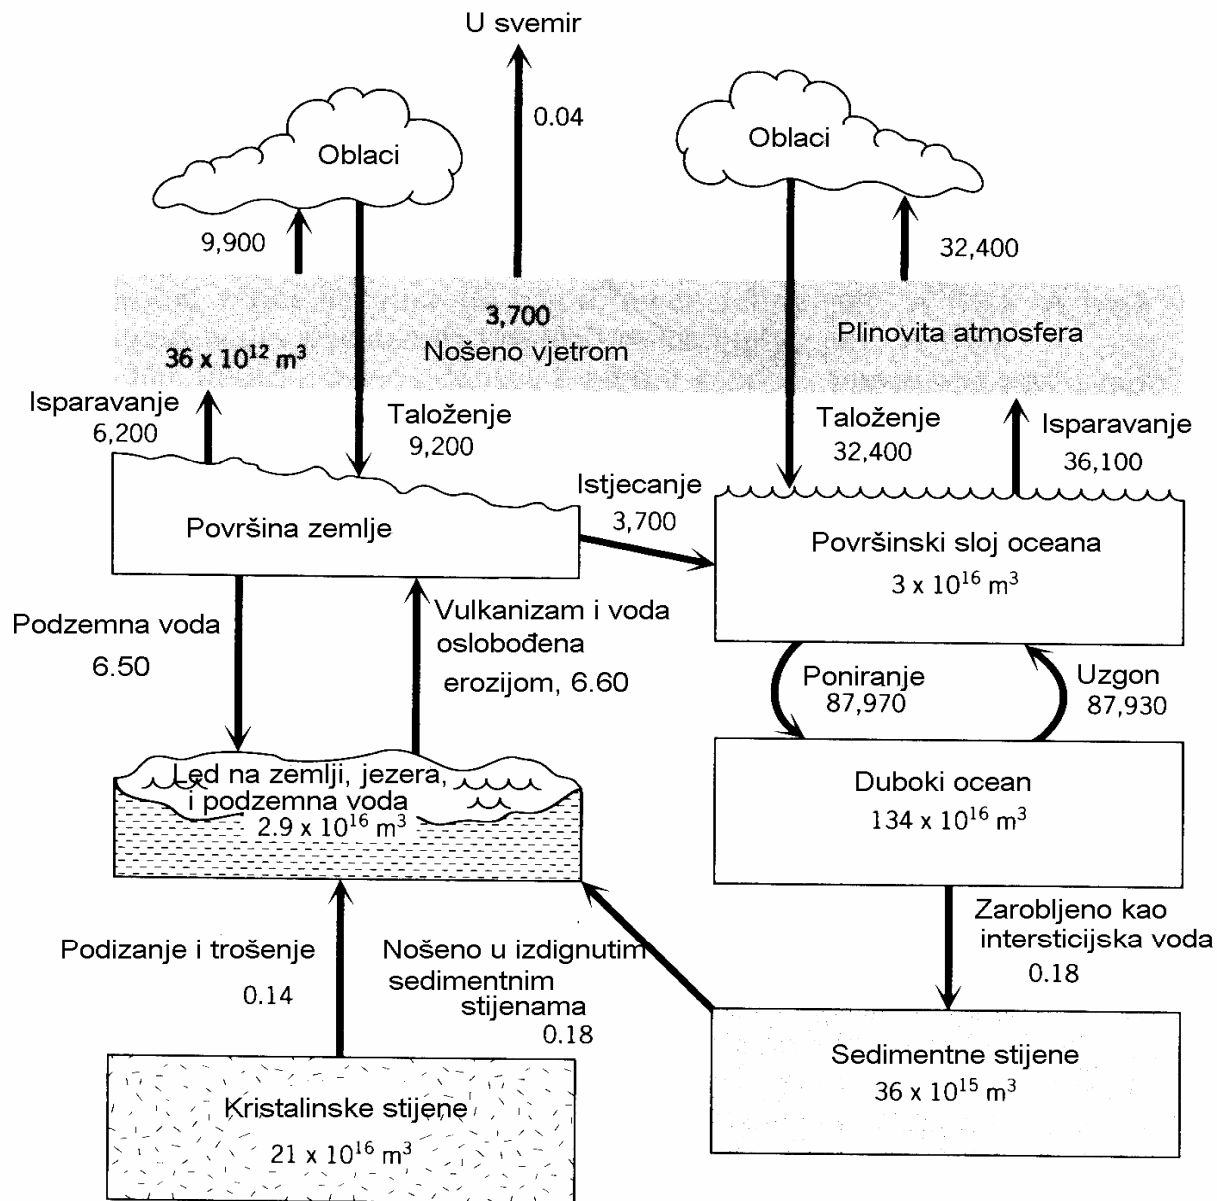 U svemir
0.04
Oblaci
Oblaci
9,900
32,400
3,700
Nošeno vjetrom
Plinovita atmosfera
36 x 10¹² m³
Isparavanje
6,200
Taloženje
9,200
Taloženje
32,400
Isparavanje
36,100
Istjecanje
3,700
Površina zemlje
Površinski sloj oceana
3 x 10¹⁶ m³
Podzemna voda
6.50
Vulkanizam i voda
oslobođena
erozijom, 6.60
Poniranje
87,970
Uzgon
87,930
Led na zemlji, jezera,
i podzemna voda
2.9 x 10¹⁶ m³
Duboki ocean
134 x 10¹⁶ m³
Podizanje i trošenje
0.14
Nošeno u izdignutim
sedimentnim
stijenama
0.18
Zarobljeno kao
intersticijska voda
0.18
Kristalinske stijene
21 x 10¹⁶ m³
Sedimentne stijene
36 x 10¹⁵ m³